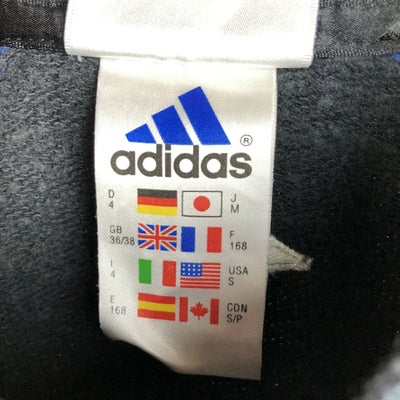 adidas ®
D 4 J M
GB 36/38 F 168
I 4 USA S
E 168 CDN S/P